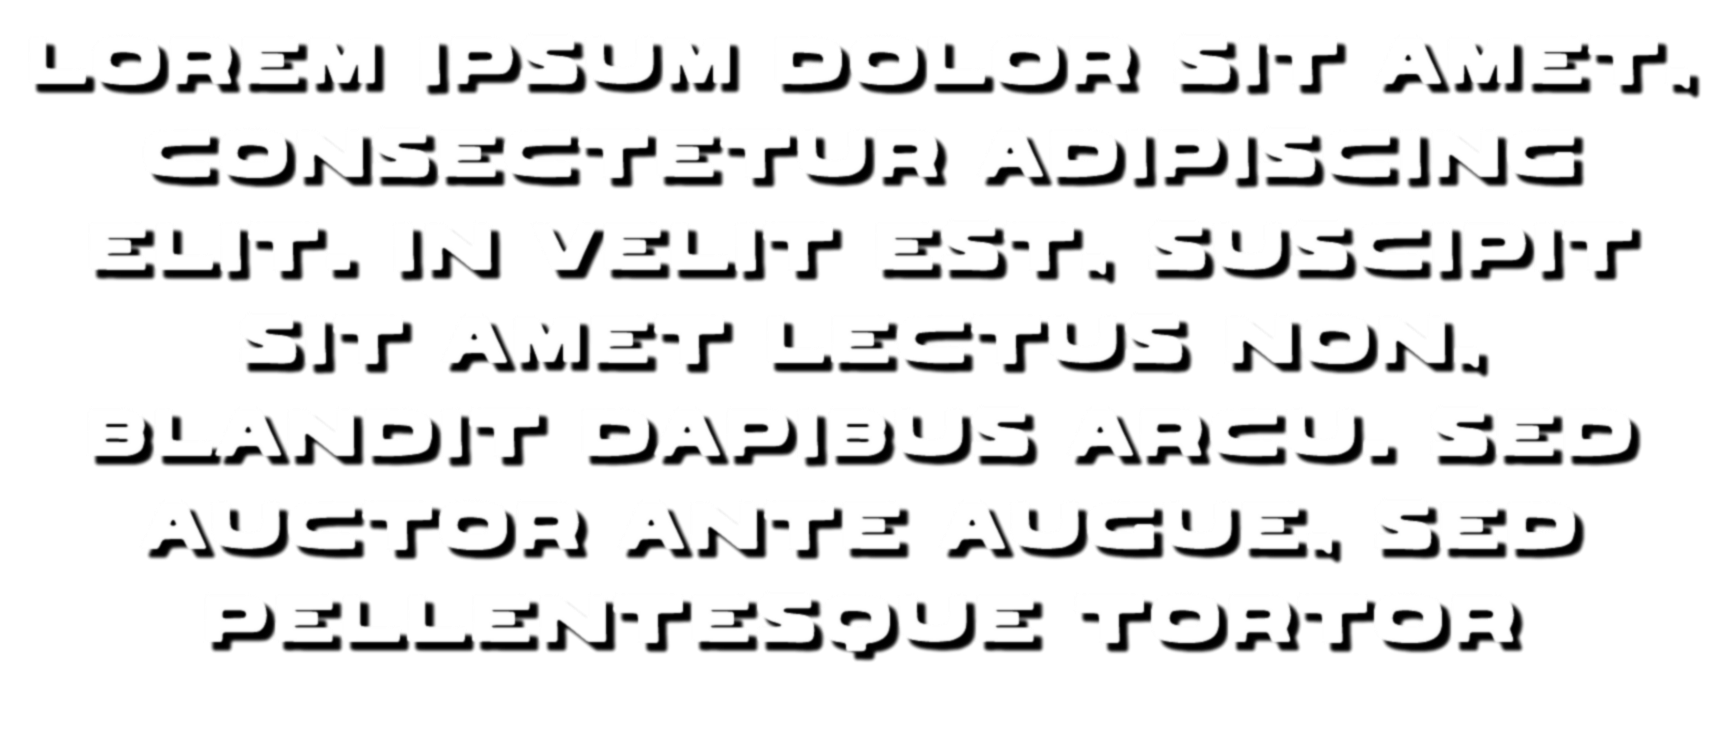 LOREM IPSUM DOLOR SIT AMET,
CONSECTETUR ADIPISCING
ELIT. IN VELIT EST, SUSCIPIT
SIT AMET LECTUS NON,
BLANDIT DAPIBUS ARCU. SED
AUCTOR ANTE AUGUE, SED
PELLENTESQUE TORTOR